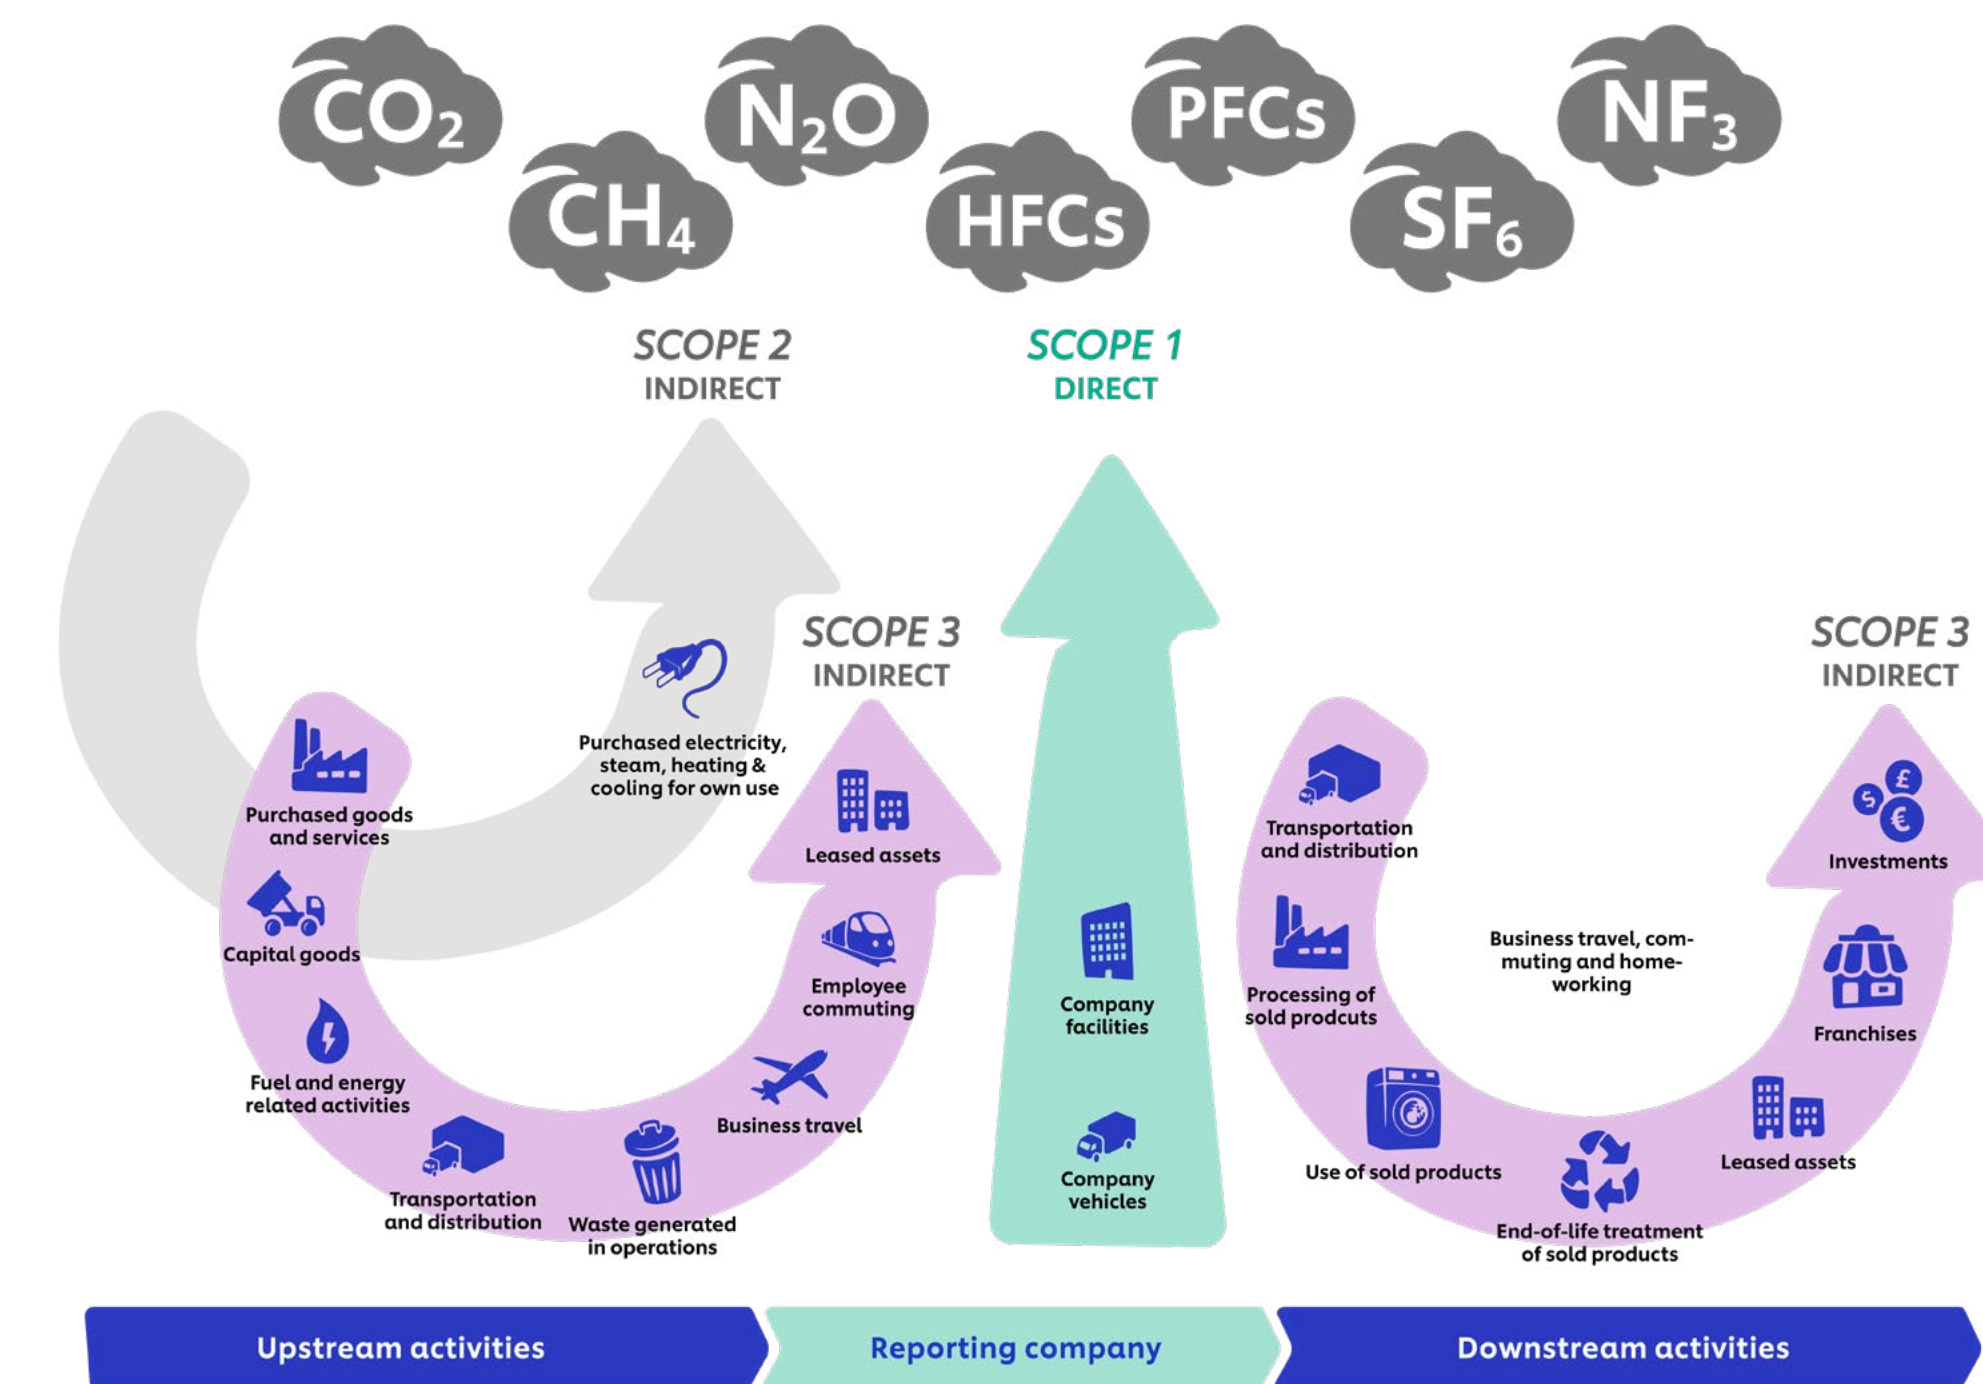 CO₂
N₂O
PFCs
NF₃
CH₄
HFCs
SF₆
SCOPE 2
INDIRECT
SCOPE 1
DIRECT
SCOPE 3
INDIRECT
SCOPE 3
INDIRECT
Purchased electricity,
steam, heating &
cooling for own use
Purchased goods
and services
Capital goods
Fuel and energy
related activities
Transportation
and distribution
Waste generated
in operations
Business travel
Employee
commuting
Leased assets
Company
facilities
Company
vehicles
Transportation
and distribution
Processing of
sold prodcuts
Use of sold products
End-of-life treatment
of sold products
Leased assets
Franchises
£
$
€
Investments
Business travel, com-
muting and home-
working
Upstream activities
Reporting company
Downstream activities